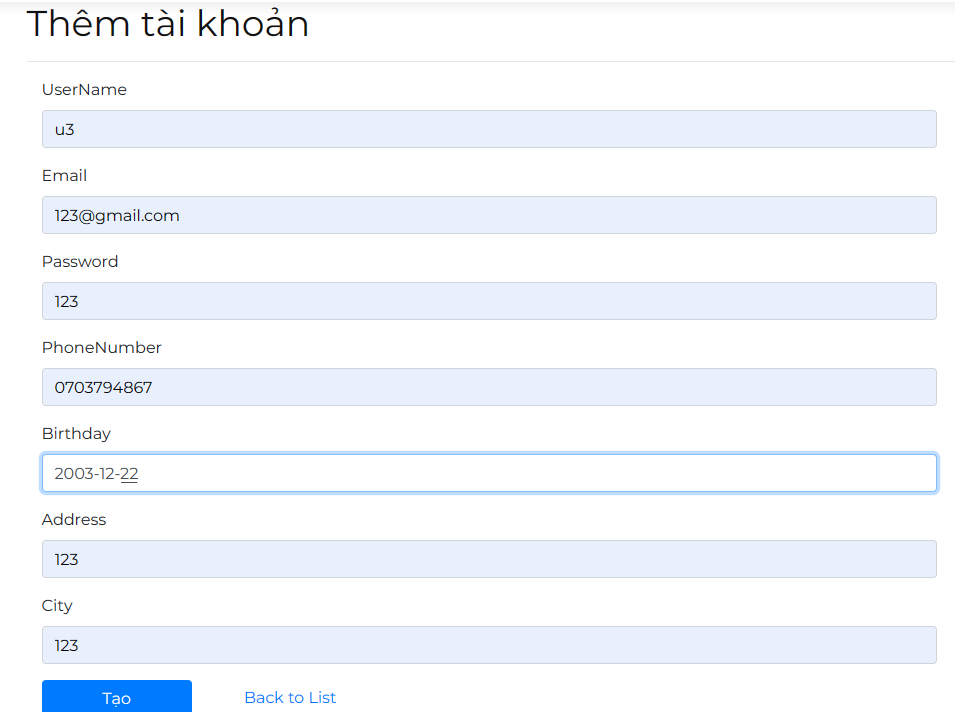 Thêm tài khoản
UserName
u3
Email
123@gmail.com
Password
123
PhoneNumber
0703794867
Birthday
2003-12-22
Address
123
City
123
Tạo Back to List